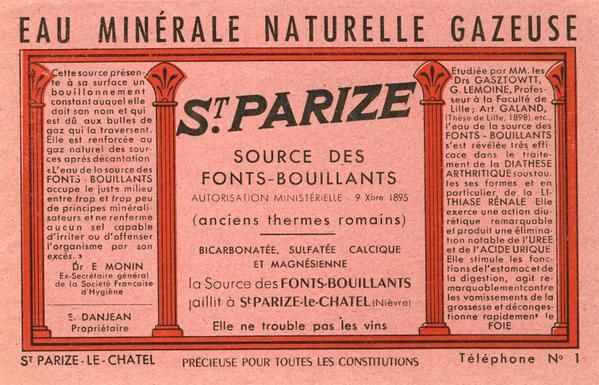 EAU MINÉRALE NATURELLE GAZEUSE
Cette source présen-
te à sa surface un
bouillonnement
constant auquel elle
doit son nom et qui
est dû aux bulles de
gaz qui la traversent.
Elle est renforcée au
gaz naturel des sour-
ces après décantation
«L'eau de la source des
FONTS-BOUILLANTS
occupe le juste milieu
entre trop et trop peu
de principes minérali-
sateurs et ne renferme
aucun sel capable
d'irriter ou d'offenser
l'organisme par son
excès. »
Dr E MONIN
Ex-Secrétaire général
de la Société Française
d'Hygiène
E. DANJEAN
Propriétaire
ST PARIZE
SOURCE DES
FONTS-BOUILLANTS
AUTORISATION MINISTÉRIELLE - 9 Xbre 1895
(anciens thermes romains)
BICARBONATÉE, SULFATÉE CALCIQUE
ET MAGNÉSIENNE
la Source des FONTS-BOUILLANTS
jaillit à St PARIZE-le-CHATEL (Nièvre)
Elle ne trouble pas les vins
Etudiée par MM. les
Drs GASZTOWTT,
G. LEMOINE, Profes-
seur à la Faculté de
Lille; Art. GALAND,
(Thèse de Lille, 1898), etc.,
l'eau de la source des
FONTS - BOUILLANTS
s'est révélée très effi-
cace dans le traite-
ment de la DIATHESE
ARTHRITIQUE sous tou-
tes ses formes et en
particulier, de la LI-
THIASE RÉNALE Elle
exerce une action diu-
rétique remarquable
et produit une élimina-
tion notable de l'UREE
et de l'ACIDE URIQUE
Elle stimule les fonc-
tions de l'estomac et de
la digestion, agit re-
marquablement contre
les vomissements de la
grossesse et déconges-
tionne rapidement le
FOIE
ST PARIZE-LE-CHATEL
PRÉCIEUSE POUR TOUTES LES CONSTITUTIONS
Téléphone No 1